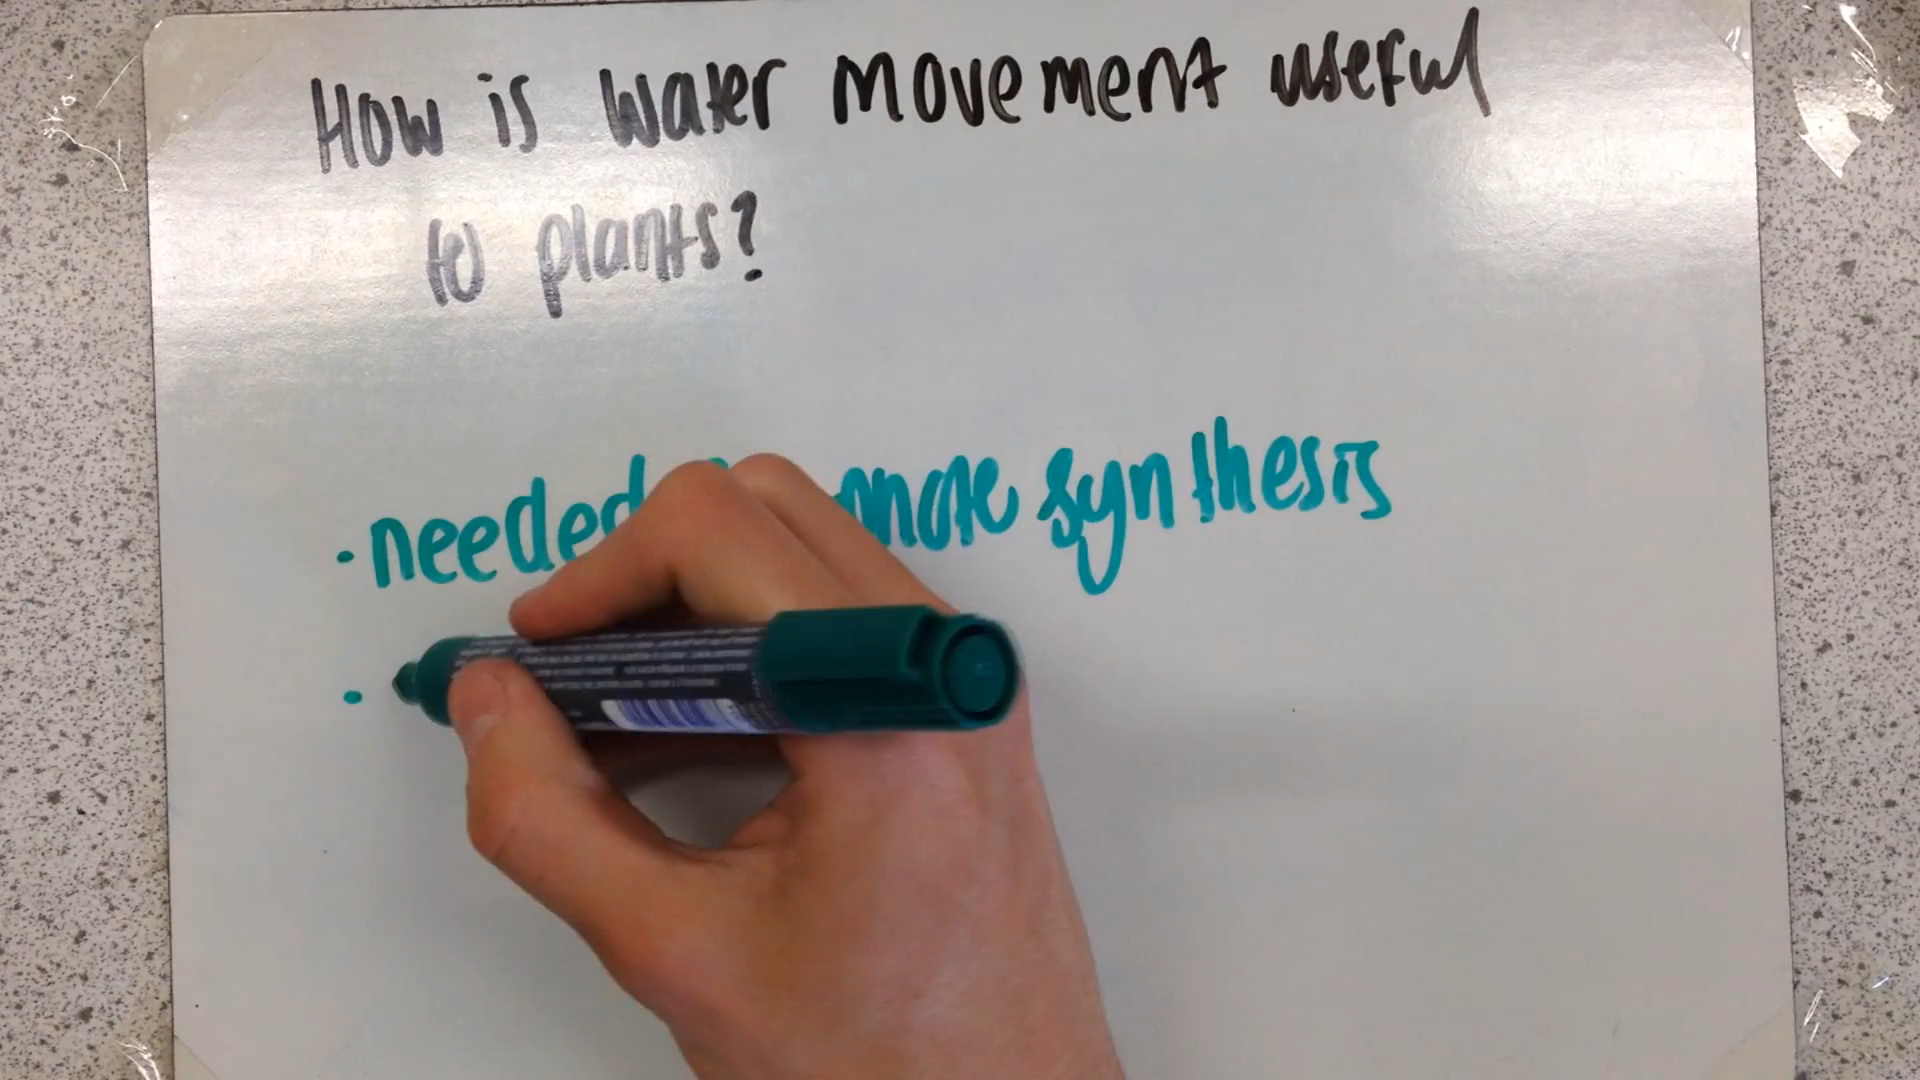 How is water movement useful
to plants?
· needed synthesis
·